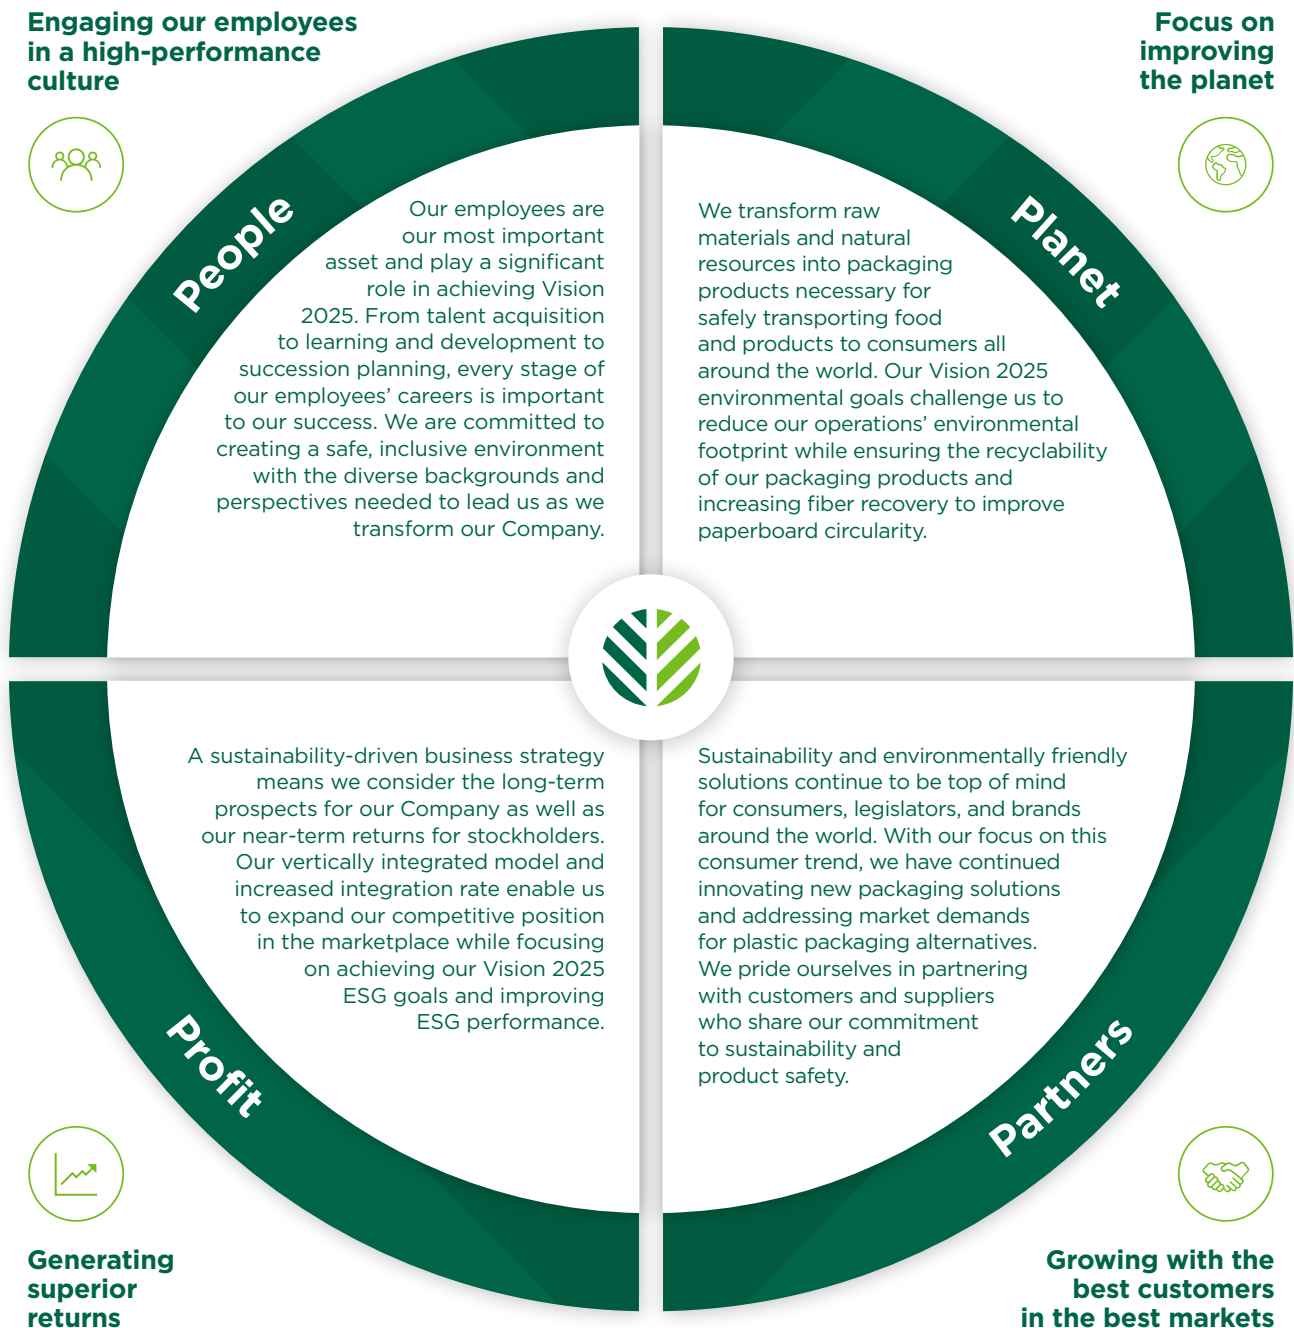 Engaging our employees
in a high-performance
culture
People
Our employees are
our most important
asset and play a significant
role in achieving Vision
2025. From talent acquisition
to learning and development to
succession planning, every stage of
our employees’ careers is important
to our success. We are committed to
creating a safe, inclusive environment
with the diverse backgrounds and
perspectives needed to lead us as we
transform our Company.
Focus on
improving
the planet
Planet
We transform raw
materials and natural
resources into packaging
products necessary for
safely transporting food
and products to consumers all
around the world. Our Vision 2025
environmental goals challenge us to
reduce our operations’ environmental
footprint while ensuring the recyclability
of our packaging products and
increasing fiber recovery to improve
paperboard circularity.
A sustainability-driven business strategy
means we consider the long-term
prospects for our Company as well as
our near-term returns for stockholders.
Our vertically integrated model and
increased integration rate enable us
to expand our competitive position
in the marketplace while focusing
on achieving our Vision 2025
ESG goals and improving
ESG performance.
Profit
Generating
superior
returns
Sustainability and environmentally friendly
solutions continue to be top of mind
for consumers, legislators, and brands
around the world. With our focus on this
consumer trend, we have continued
innovating new packaging solutions
and addressing market demands
for plastic packaging alternatives.
We pride ourselves in partnering
with customers and suppliers
who share our commitment
to sustainability and
product safety.
Partners
Growing with the
best customers
in the best markets